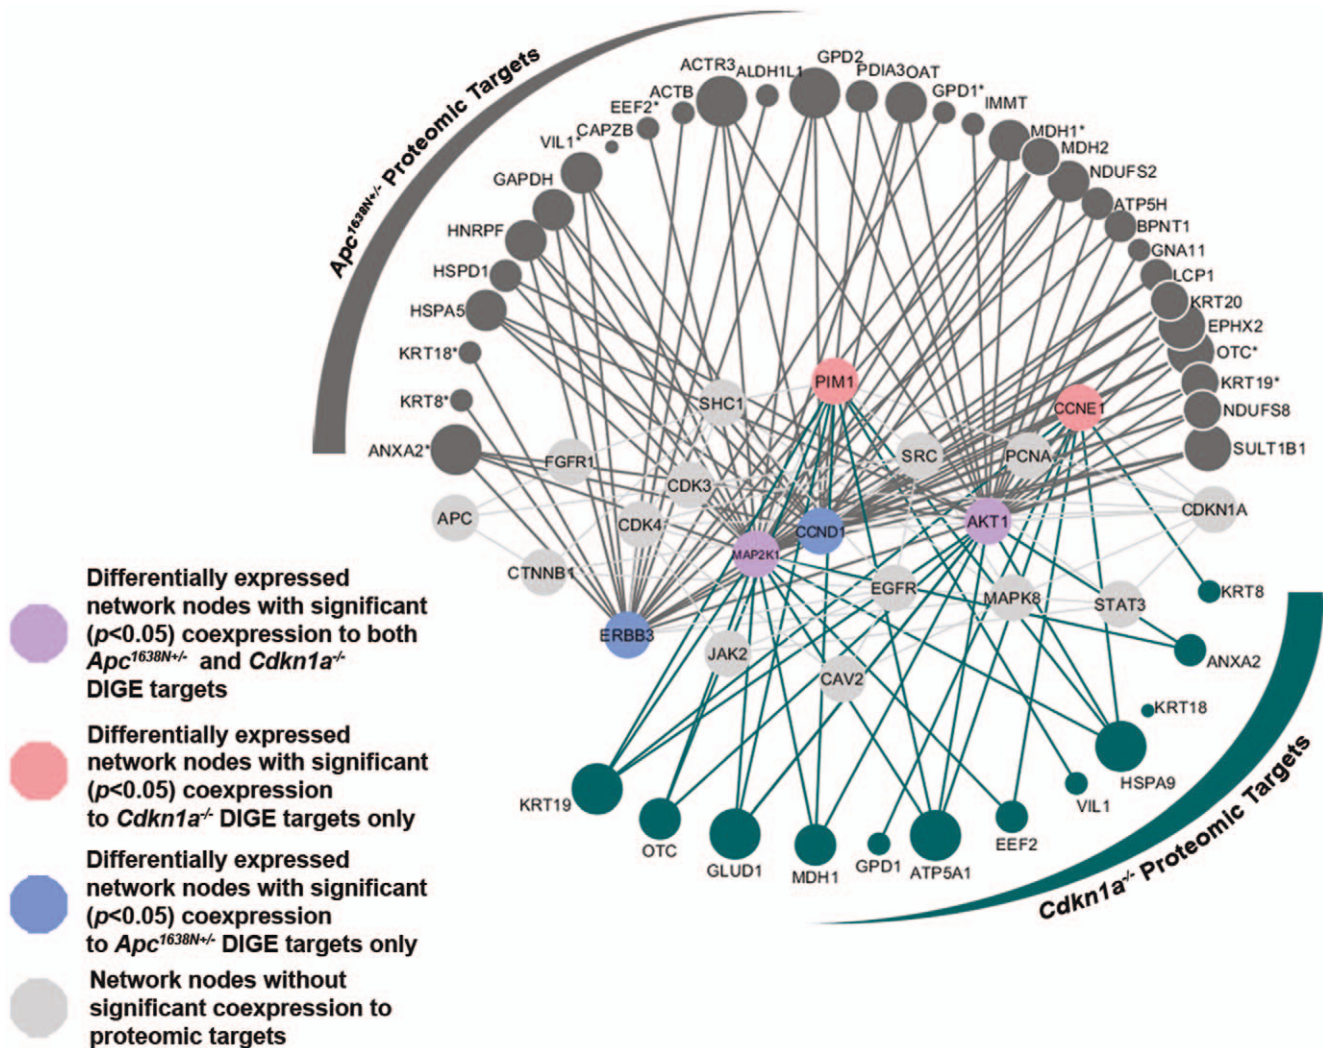 Apc1638N+/- Proteomic Targets
ACTR3
ALDH1L1
GPD2
PDIA3
OAT
GPD1*
IMMT
MDH1*
MDH2
NDUFS2
ATP5H
BPNT1
GNA11
LCP1
KRT20
EPHX2
OTC*
KRT19*
NDUFS8
SULT1B1
ACTB
EEF2*
CAPZB
VIL1*
GAPDH
HNRPF
HSPD1
HSPA5
KRT18*
KRT8*
ANXA2*
PIM1
CCNE1
SHC1
SRC
PCNA
FGFR1
CDK3
CDKN1A
APC
CDK4
CCND1
AKT1
MAP2K1
CTNNB1
EGFR
MAPK8
STAT3
ERBB3
JAK2
CAV2
KRT8
ANXA2
KRT18
HSPA9
VIL1
EEF2
ATP5A1
GPD1
MDH1
GLUD1
OTC
KRT19
Cdkn1a-/- Proteomic Targets
Differentially expressed
network nodes with significant
(p<0.05) coexpression to both
Apc1638N+/- and Cdkn1a-/-
DIGE targets
Differentially expressed
network nodes with significant
(p<0.05) coexpression
to Cdkn1a-/- DIGE targets only
Differentially expressed
network nodes with significant
(p<0.05) coexpression
to Apc1638N+/- DIGE targets only
Network nodes without
significant coexpression to
proteomic targets